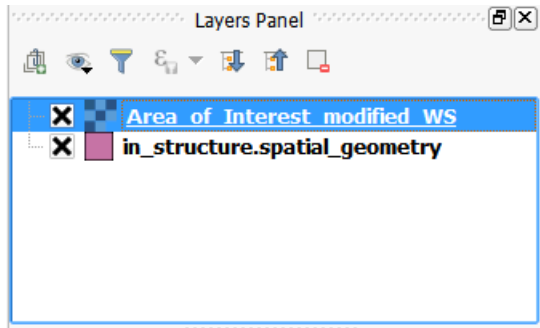 Layers Panel
Area_of_Interest_modified_WS
in_structure.spatial_geometry